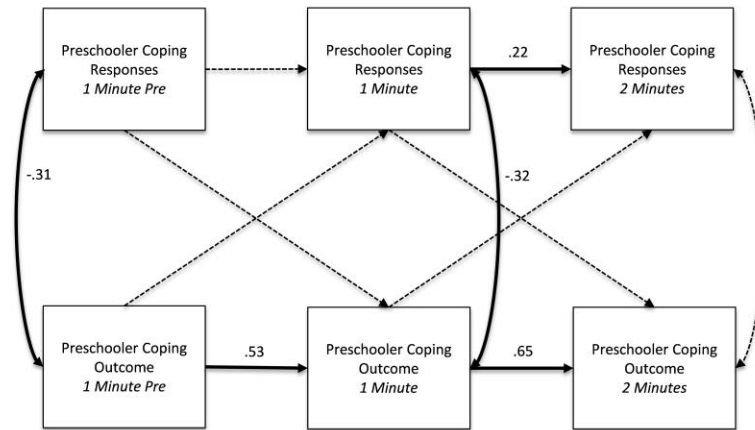 Preschooler Coping
Responses
1 Minute Pre
Preschooler Coping
Responses
1 Minute
.22
Preschooler Coping
Responses
2 Minutes
-.31
-.32
Preschooler Coping
Outcome
1 Minute Pre
.53
Preschooler Coping
Outcome
1 Minute
.65
Preschooler Coping
Outcome
2 Minutes